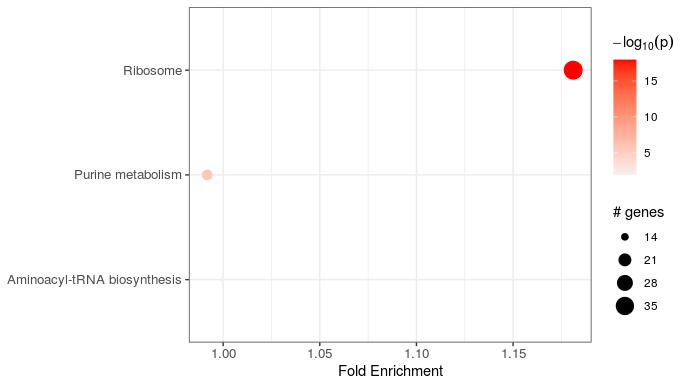 Ribosome
Purine metabolism
Aminoacyl-tRNA biosynthesis
1.00 1.05 1.10 1.15
Fold Enrichment
−log10(p)
15
10
5
# genes
14
21
28
35